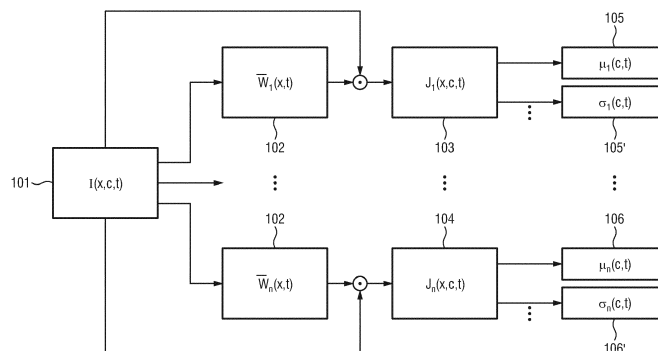 105
W̅₁(x,t)
J₁(x,c,t)
μ₁(c,t)
σ₁(c,t)
102
103
105'
101
I(x,c,t)
102
104
106
W̅ₙ(x,t)
Jₙ(x,c,t)
μₙ(c,t)
σₙ(c,t)
106'